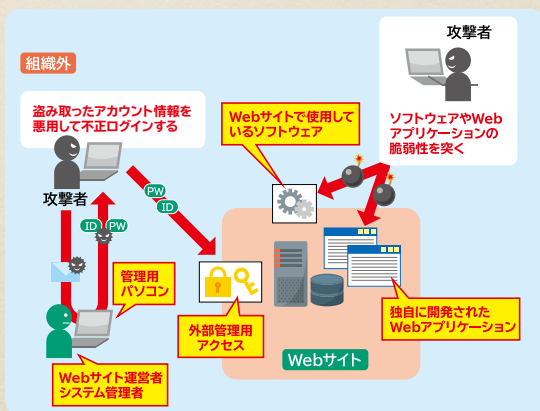 組織外
攻撃者
盗み取ったアカウント情報を
悪用して不正ログインする
Webサイトで使用して
いるソフトウェア
ソフトウェアやWeb
アプリケーションの
脆弱性を突く
攻撃者
PW
ID
ID
PW
管理用
パソコン
外部管理用
アクセス
独自に開発された
Webアプリケーション
Webサイト
Webサイト運営者
システム管理者